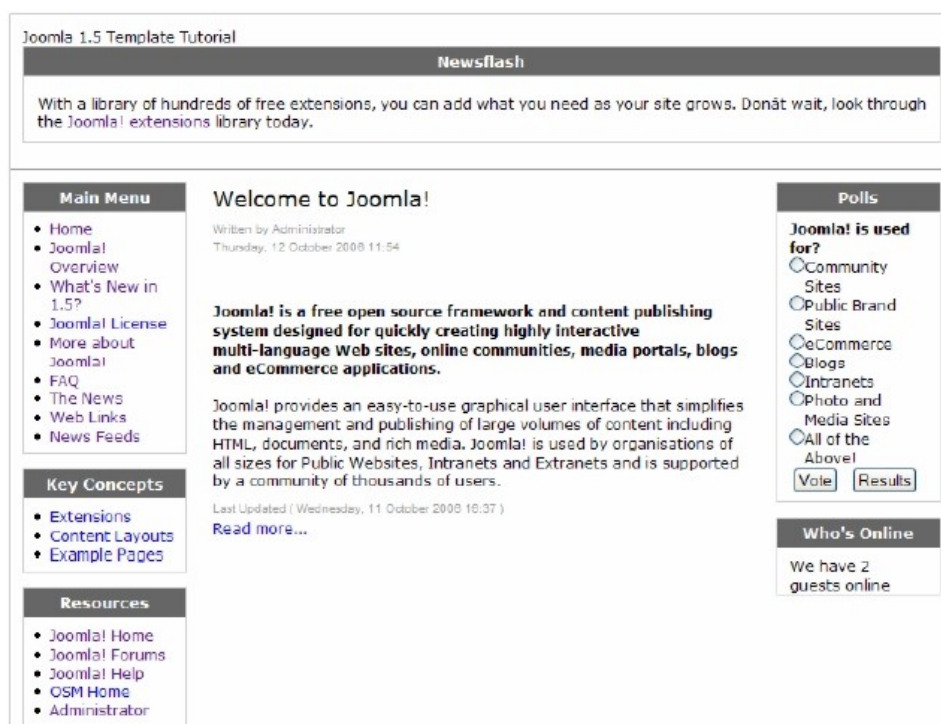 Joomla 1.5 Template Tutorial
Newsflash
With a library of hundreds of free extensions, you can add what you need as your site grows. Donât wait, look through
the Joomla! extensions library today.
Main Menu
Home
Joomla!
Overview
What's New in
1.5?
Joomla! License
More about
Joomla!
FAQ
The News
Web Links
News Feeds
Key Concepts
Extensions
Content Layouts
Example Pages
Resources
Joomla! Home
Joomla! Forums
Joomla! Help
OSM Home
Administrator
Welcome to Joomla!
Written by Administrator
Thursday, 12 October 2006 11:54
Joomla! is a free open source framework and content publishing
system designed for quickly creating highly interactive
multi-language Web sites, online communities, media portals, blogs
and eCommerce applications.
Joomla! provides an easy-to-use graphical user interface that simplifies
the management and publishing of large volumes of content including
HTML, documents, and rich media. Joomla! is used by organisations of
all sizes for Public Websites, Intranets and Extranets and is supported
by a community of thousands of users.
Last Updated ( Wednesday, 11 October 2006 16:37 )
Read more...
Polls
Joomla! is used
for?
Community
Sites
Public Brand
Sites
eCommerce
Blogs
Intranets
Photo and
Media Sites
All of the
Above!
Vote Results
Who's Online
We have 2
guests online